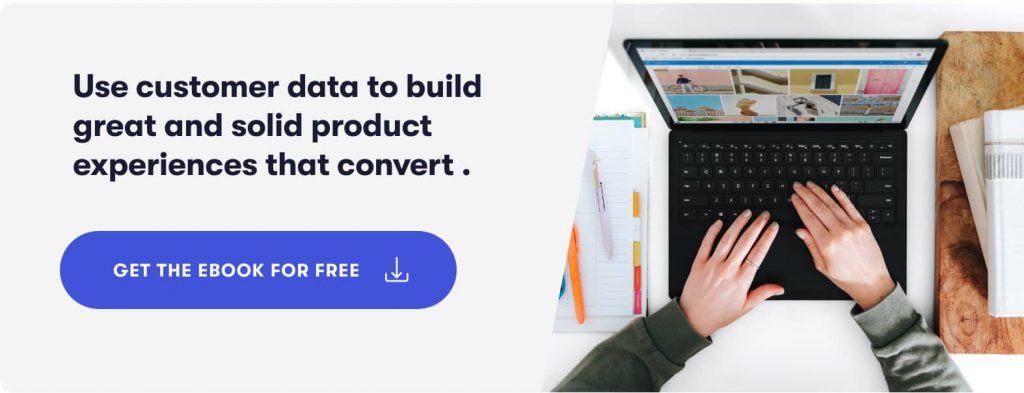 Use customer data to build
great and solid product
experiences that convert .
GET THE EBOOK FOR FREE